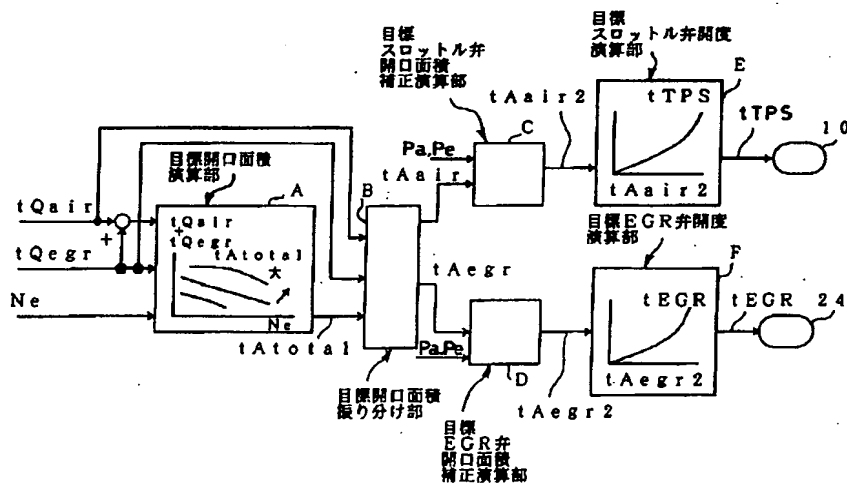 目標
スロットル弁
開口面積
補正演算部
目標
スロットル弁開度
演算部
E
tAair2
C
tTPS
tTPS
10
Pa,Pe
tAair
tAair2
目標開口面積
演算部
A
B
tQair
+
tQair
+
tQegr
tAtotal
大
tQegr
Ne
Ne
tAtotal
目標EGR弁開度
演算部
F
tAegr
tEGR
tEGR
24
Pa,Pe
D
tAegr2
tAegr2
目標開口面積
振り分け部
目標
EGR弁
開口面積
補正演算部